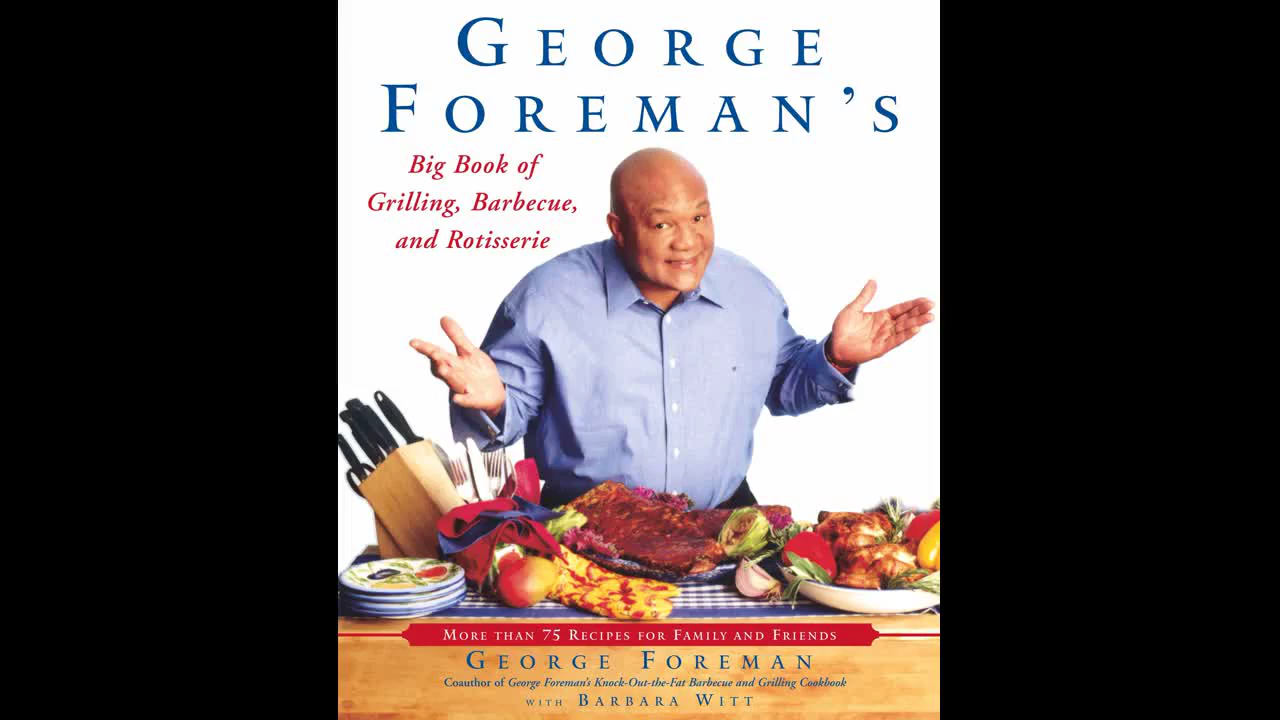 GEORGE
FOREMAN'S
Big Book of
Grilling, Barbecue,
and Rotisserie
MORE THAN 75 RECIPES FOR FAMILY AND FRIENDS
GEORGE FOREMAN
Coauthor of George Foreman's Knock-Out-the-Fat Barbecue and Grilling Cookbook
WITH BARBARA WITT